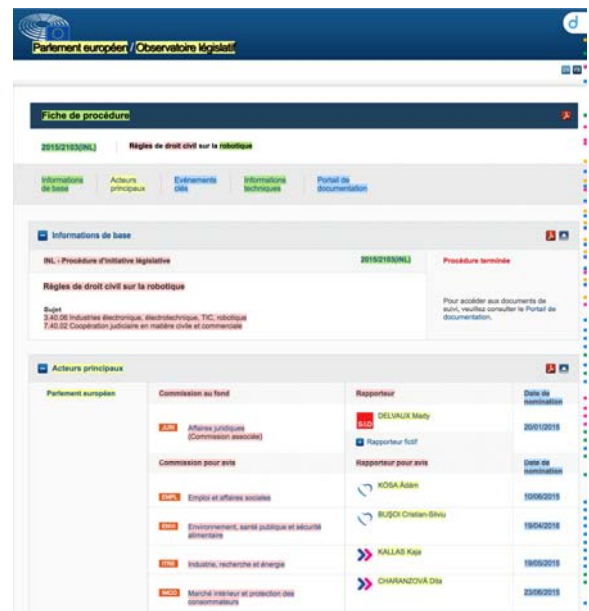 Parlement européen / Observatoire législatif
EN FR
Fiche de procédure
2015/2103(INL) Règles de droit civil sur la robotique
Informations de base
Acteurs principaux
Evénements clés
Informations techniques
Portail de documentation
Informations de base
INL - Procédure d'initiative législative 2015/2103(INL) Procédure terminée
Règles de droit civil sur la robotique
Sujet
3.40.06 Industries électronique, électrotechnique, TIC, robotique
7.40.02 Coopération judiciaire en matière civile et commerciale
Pour accéder aux documents de
suivi, veuillez consulter le Portail de
documentation.
Acteurs principaux
Parlement européen Commission au fond Rapporteur Date de
nomination
JURI Affaires juridiques
(Commission associée)
S&D DELVAUX Mady 20/01/2015
Rapporteur fictif
Commission pour avis Rapporteur pour avis Date de
nomination
EMPL Emploi et affaires sociales KÓSA Ádám 10/06/2015
ENVI Environnement, santé publique et sécurité
alimentaire
BUŞOI Cristian-Silviu 19/04/2016
ITRE Industrie, recherche et énergie KALLAS Kaja
IMCO Marché intérieur et protection des
consommateurs
CHARANZOVÁ Dita 23/06/2015